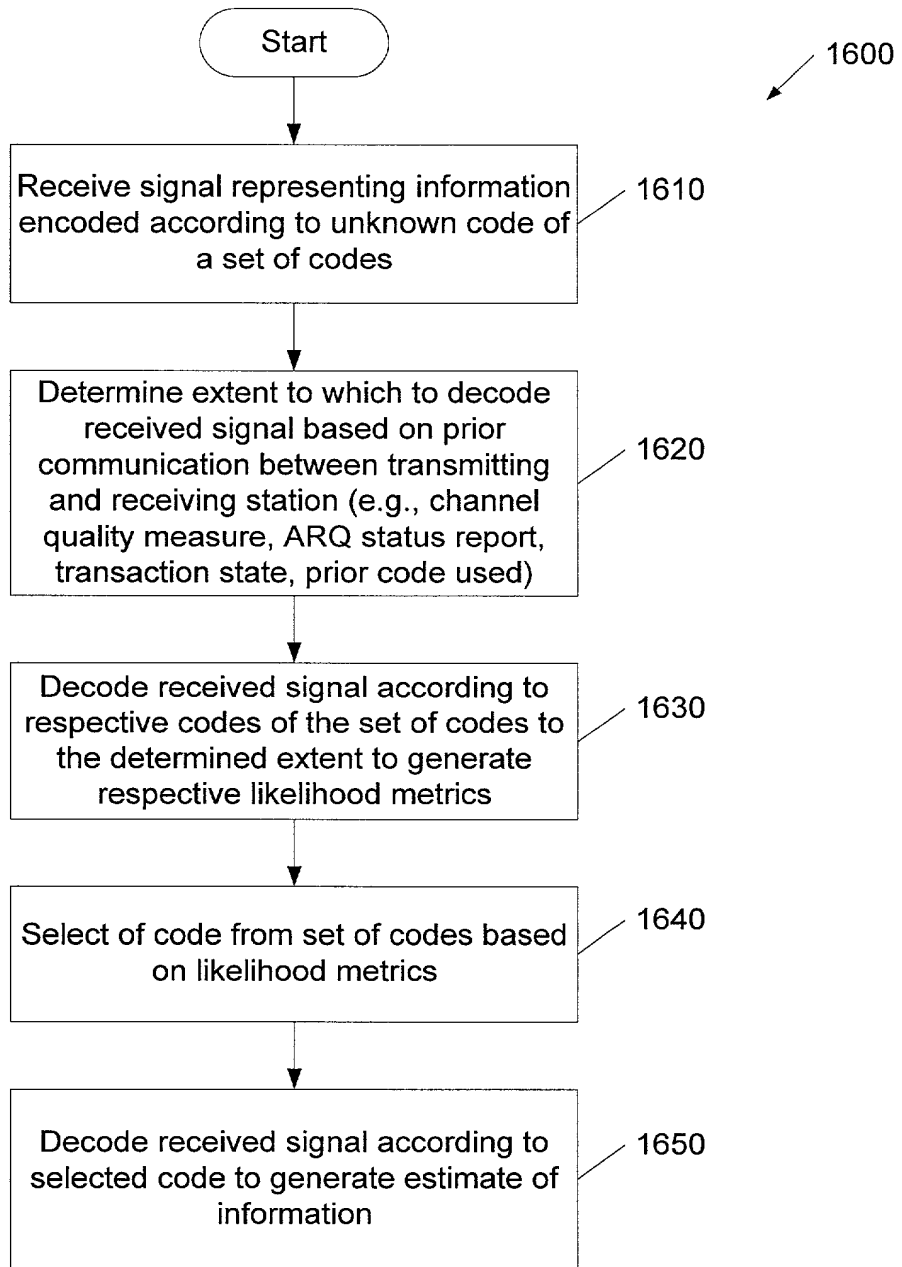 Start
1600
Receive signal representing information
encoded according to unknown code of
a set of codes
1610
Determine extent to which to decode
received signal based on prior
communication between transmitting
and receiving station (e.g., channel
quality measure, ARQ status report,
transaction state, prior code used)
1620
Decode received signal according to
respective codes of the set of codes to
the determined extent to generate
respective likelihood metrics
1630
Select of code from set of codes based
on likelihood metrics
1640
Decode received signal according to
selected code to generate estimate of
information
1650